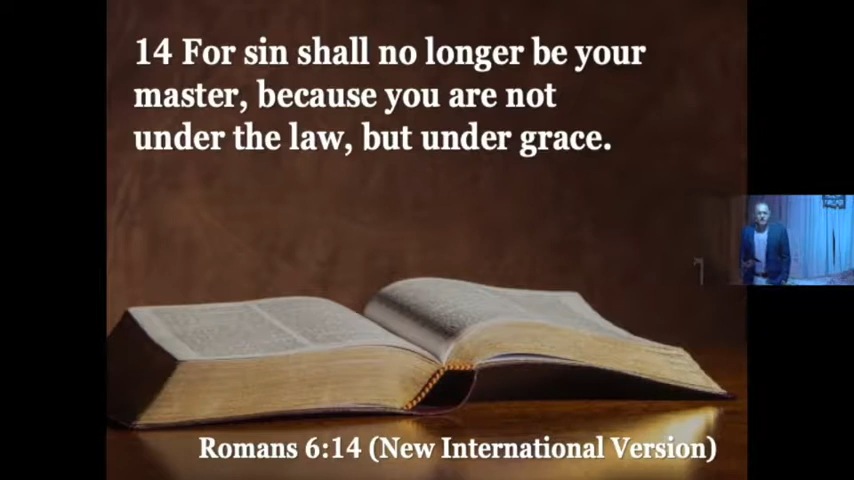 14 For sin shall no longer be your
master, because you are not
under the law, but under grace.
Romans 6:14 (New International Version)